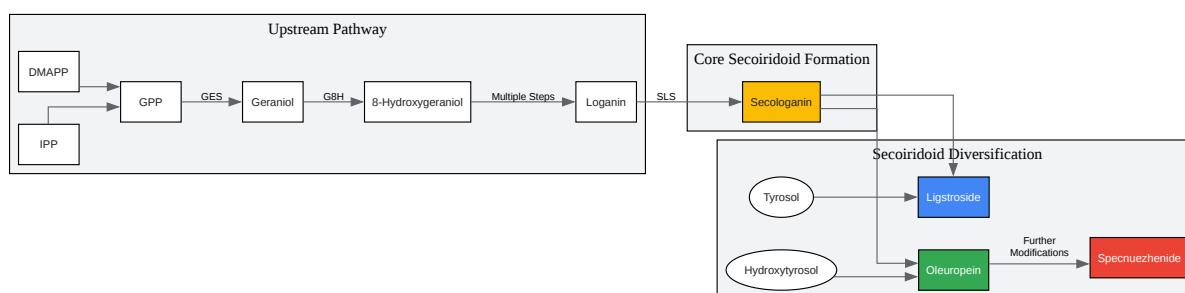 Upstream Pathway
DMAPP
IPP
GPP
GES
Geraniol
G8H
8-Hydroxygeraniol
Multiple Steps
Loganin
SLS
Core Secoiridoid Formation
Secologanin
Secoiridoid Diversification
Tyrosol
Ligstroside
Hydroxytyrosol
Oleuropein
Further
Modifications
Specnuezhenide